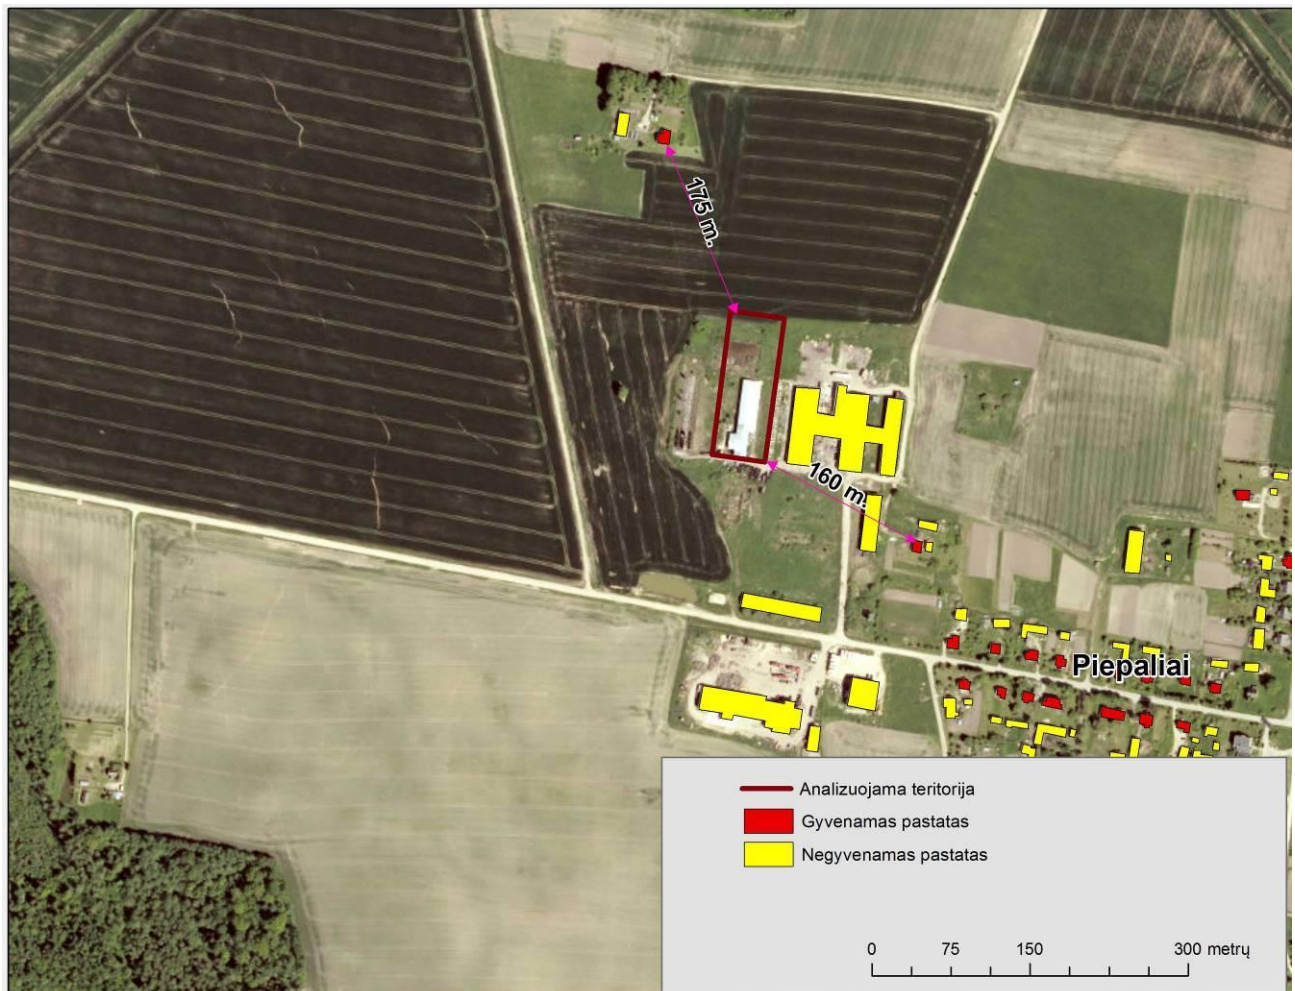 175 m.
160 m.
Piepaliai
Analizuojama teritorija
Gyvenamas pastatas
Negyvenamas pastatas
0 75 150 300 metrų